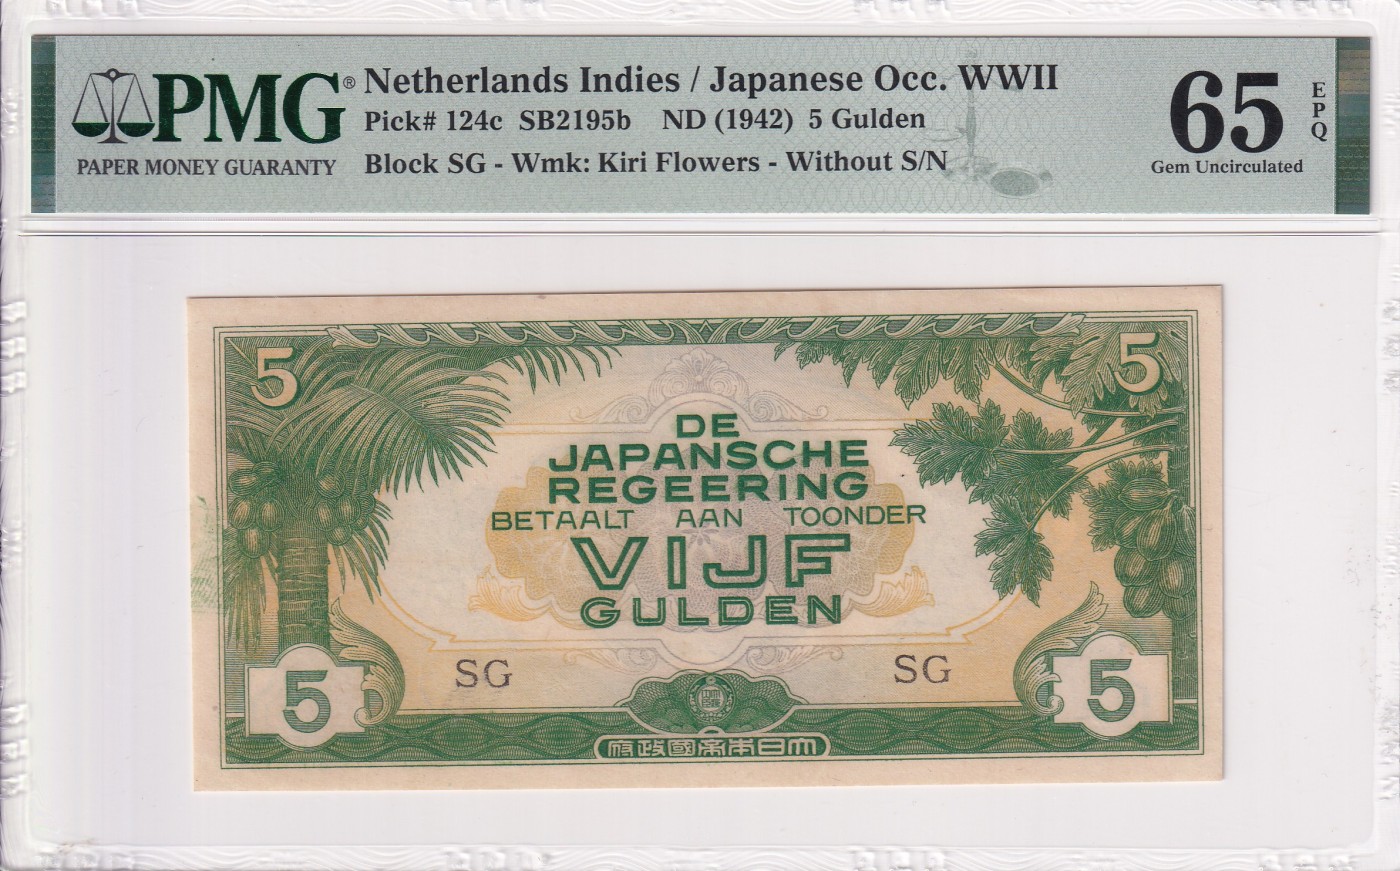 PMG®
PAPER MONEY GUARANTY
Netherlands Indies / Japanese Occ. WWII
Pick# 124c SB2195b ND (1942) 5 Gulden
Block SG - Wmk: Kiri Flowers - Without S/N
65
EPQ
Gem Uncirculated
5 5
DE
JAPANSCHE
REGEERING
BETAALT AAN TOONDER
VIJF
GULDEN
SG SG
5 5
府政國帝本日大